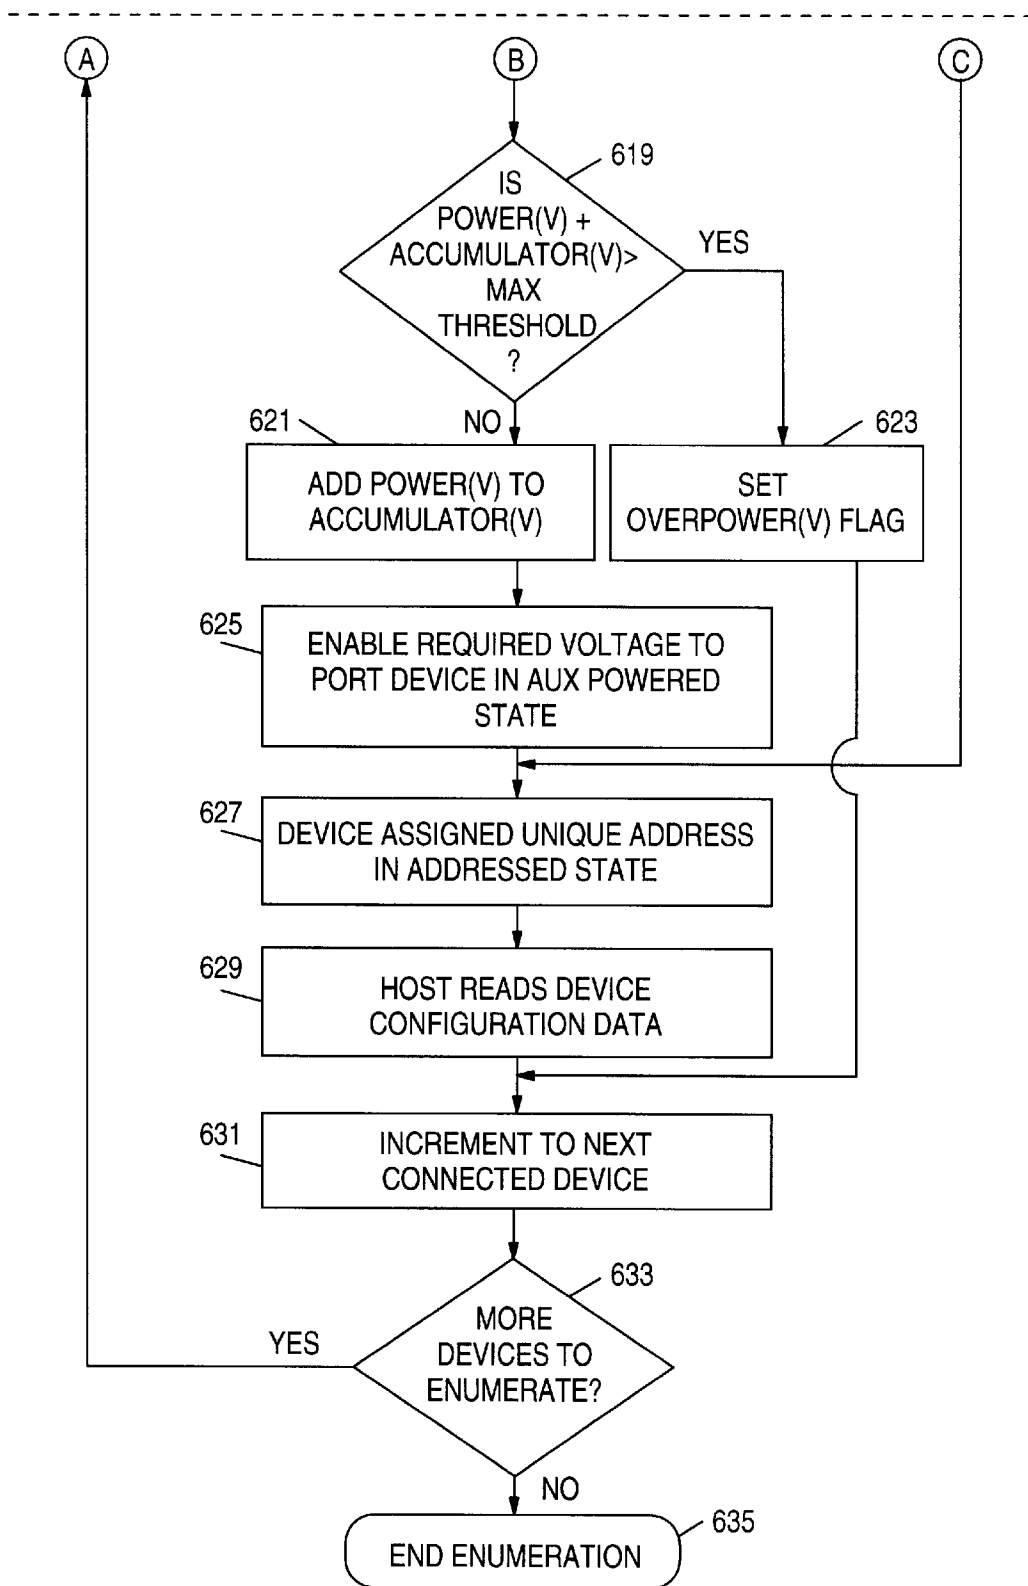 A
B
C
619
IS
POWER(V) +
ACCUMULATOR(V)>
MAX
THRESHOLD
?
YES
NO
621
ADD POWER(V) TO
ACCUMULATOR(V)
623
SET
OVERPOWER(V) FLAG
625
ENABLE REQUIRED VOLTAGE TO
PORT DEVICE IN AUX POWERED
STATE
627
DEVICE ASSIGNED UNIQUE ADDRESS
IN ADDRESSED STATE
629
HOST READS DEVICE
CONFIGURATION DATA
631
INCREMENT TO NEXT
CONNECTED DEVICE
633
MORE
DEVICES TO
ENUMERATE?
YES
NO
635
END ENUMERATION